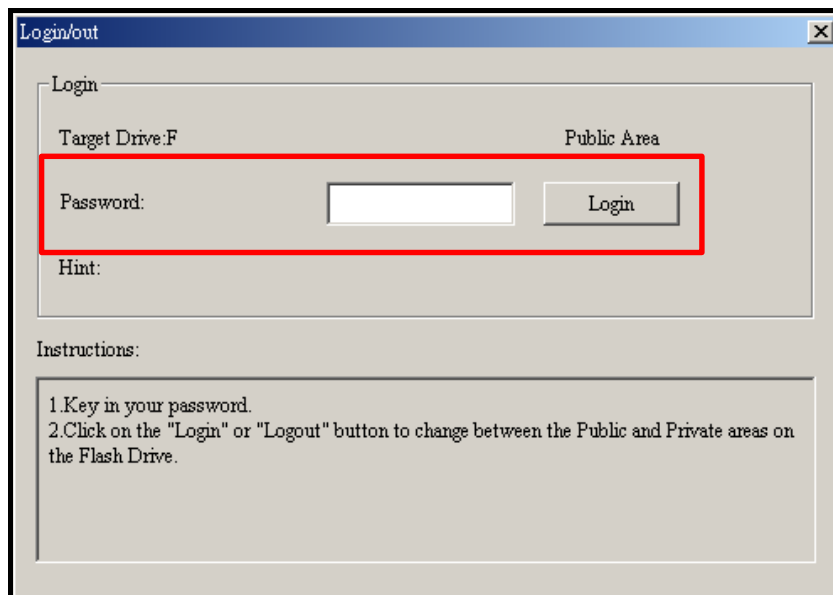 Login/out
Login
Target Drive:F Public Area
Password: Login
Hint:
Instructions:
1.Key in your password.
2.Click on the "Login" or "Logout" button to change between the Public and Private areas on
the Flash Drive.